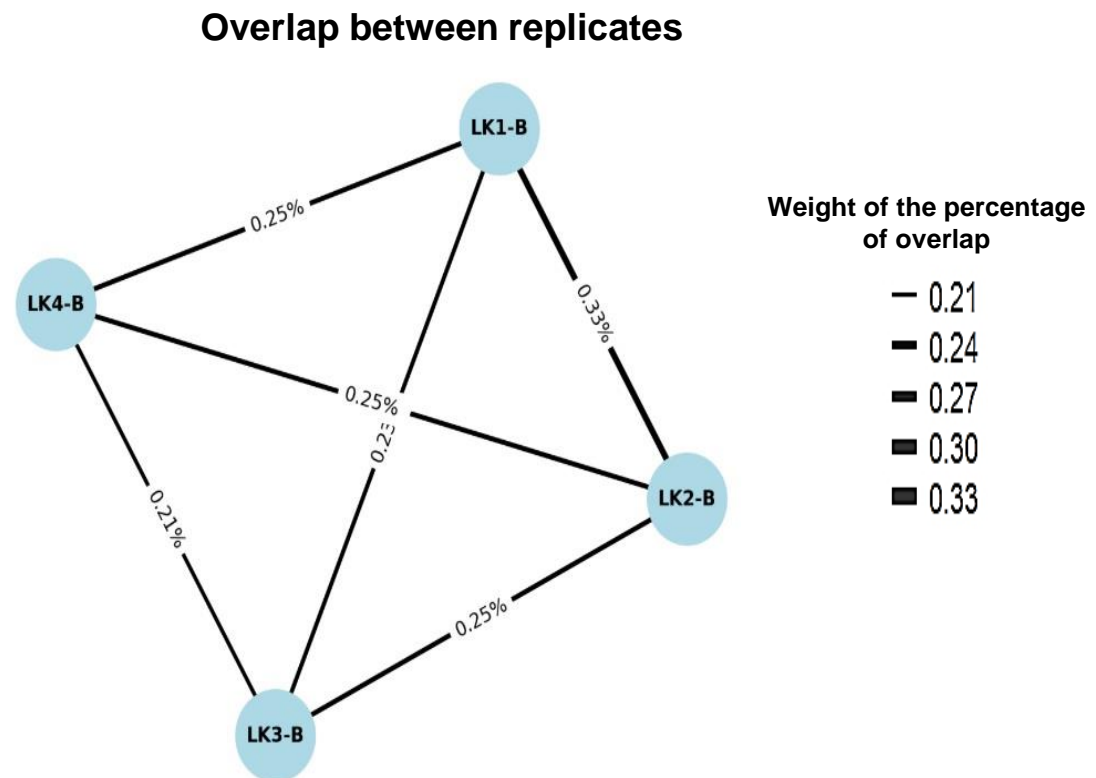 Overlap between replicates
LK1-B
0.25%
Weight of the percentage
of overlap
LK4-B
0.33%
0.21
0.24
0.25%
0.27
0.30
LK2-B
0.33
0.21%
0.25%
LK3-B